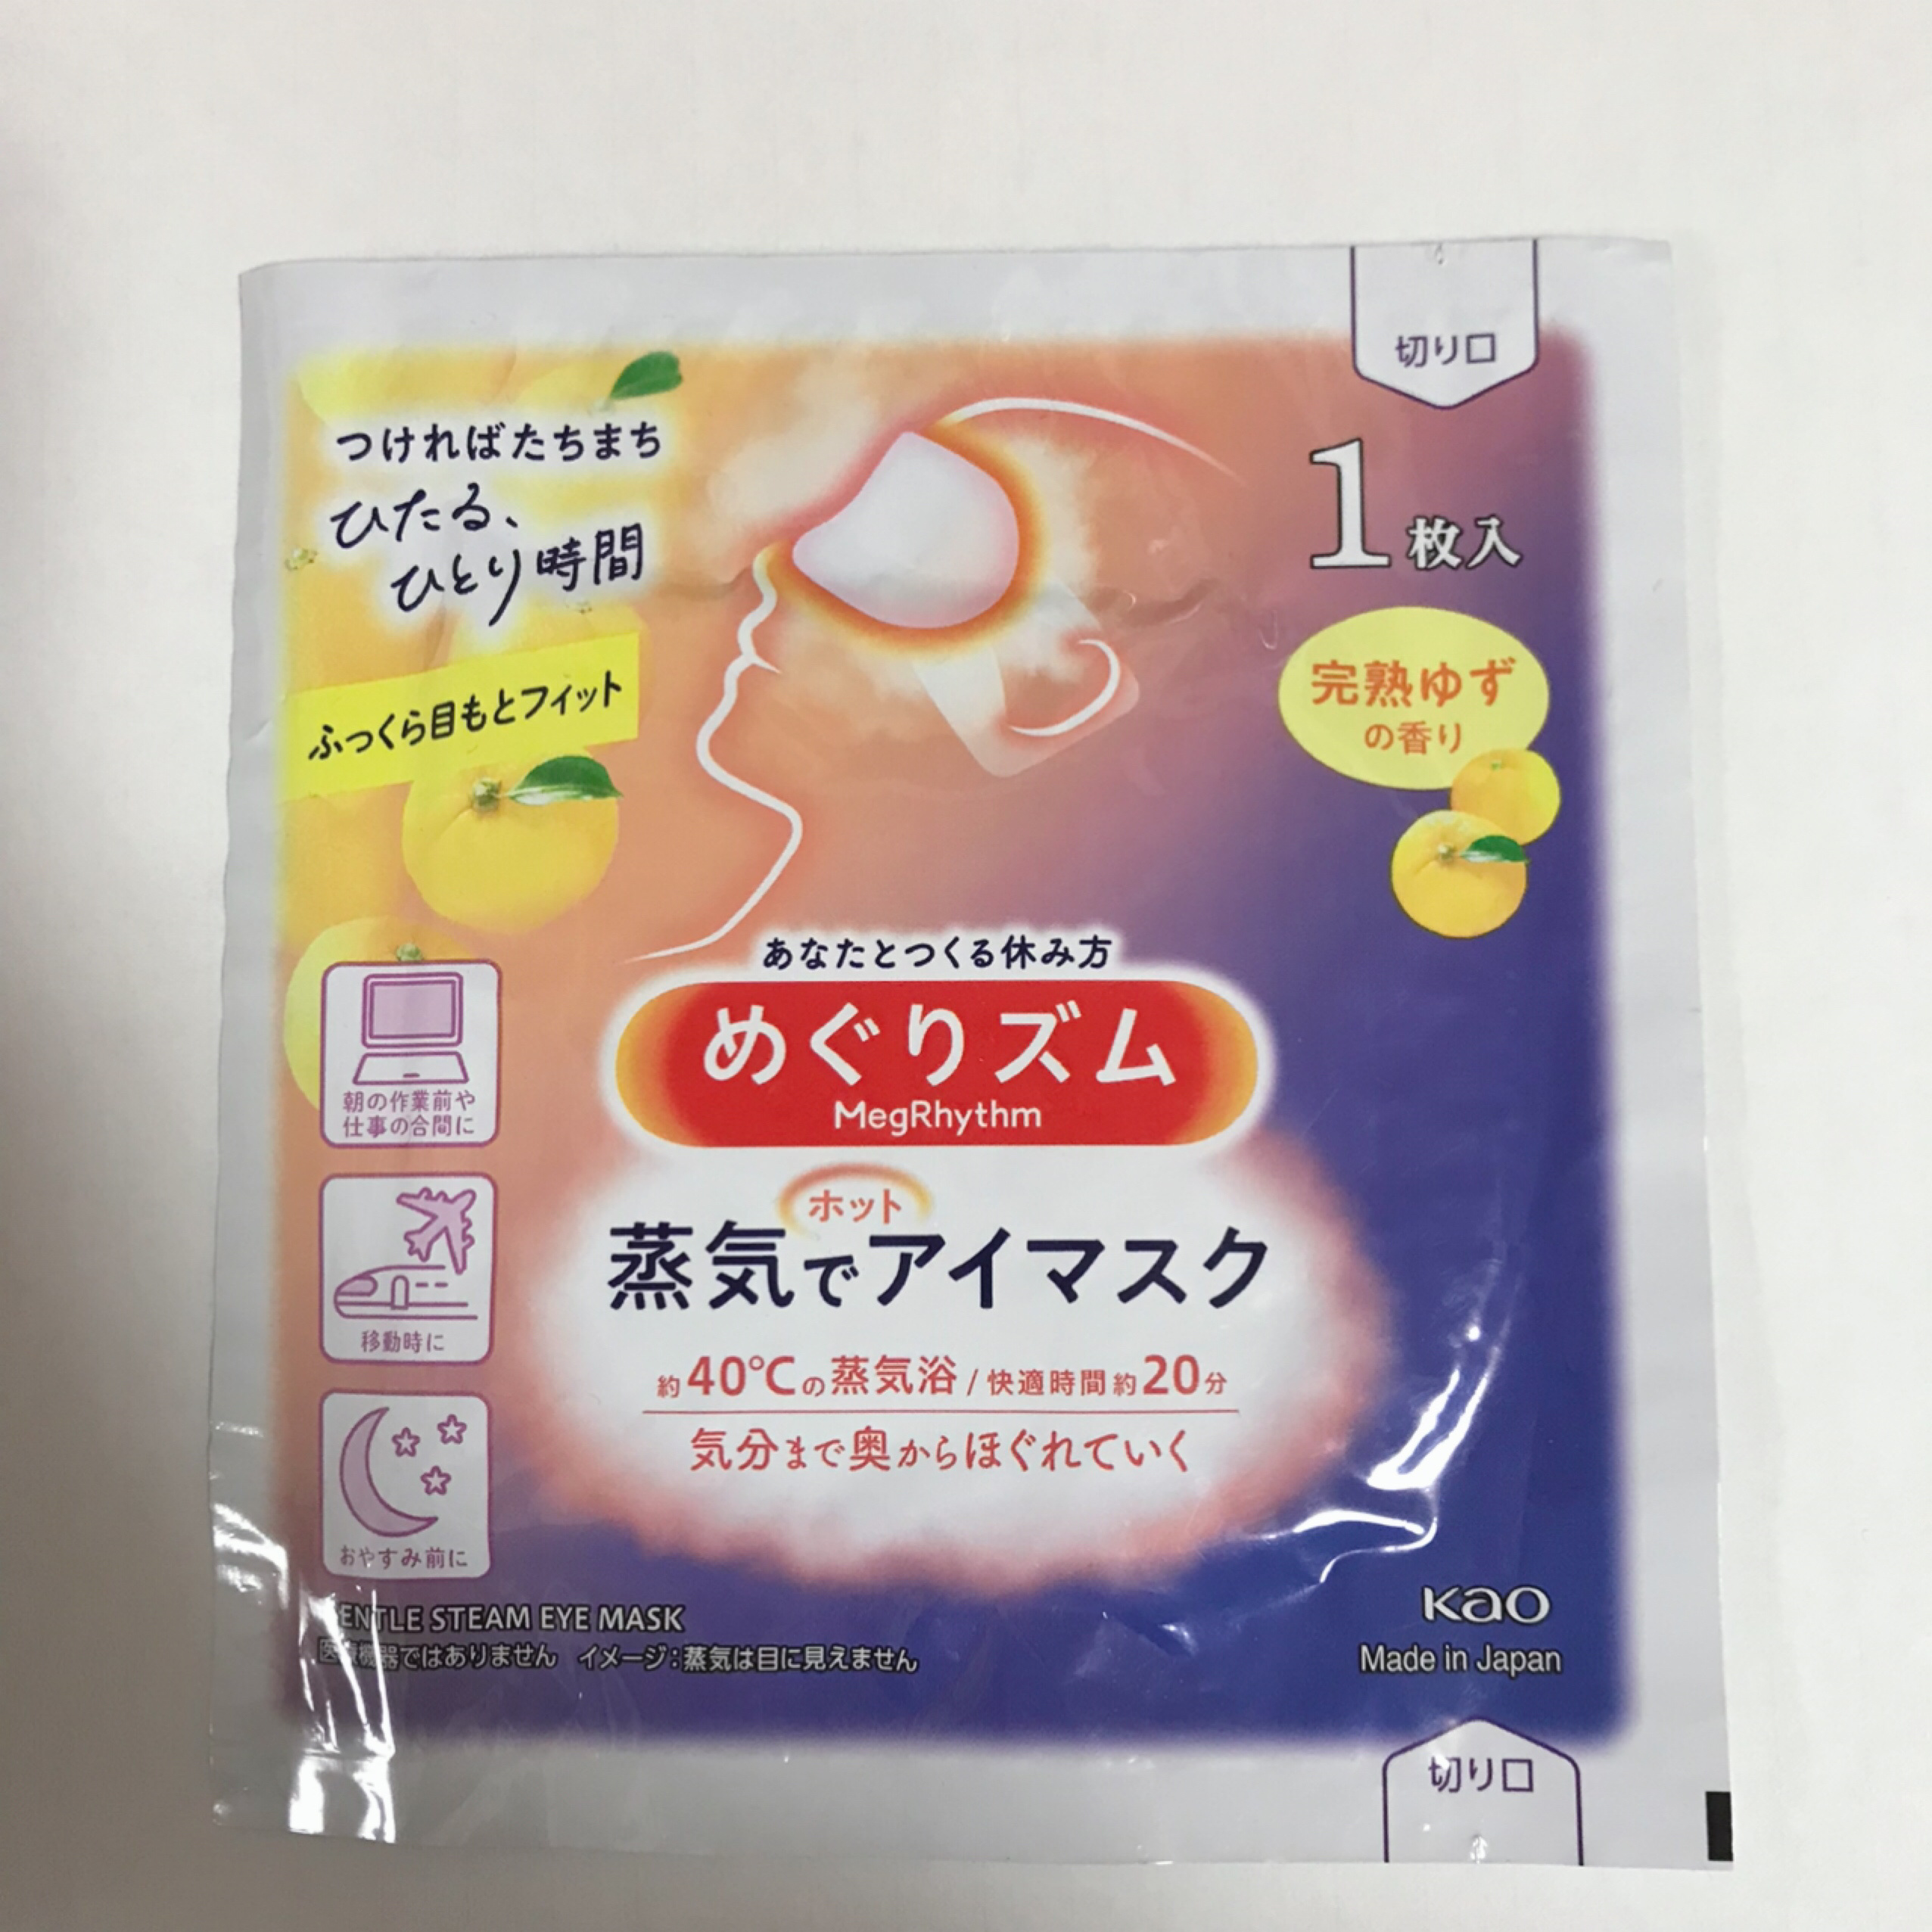 切り口
つければたちまち
ひたる、
ひとり時間
1枚入
ふっくら目もとフィット
完熟ゆず
の香り
あなたとつくる休み方
めぐりズム
MegRhythm
朝の作業前や
仕事の合間に
ホット
蒸気でアイマスク
移動時に
約40℃の蒸気浴/快適時間約20分
気分まで奥からほぐれていく
おやすみ前に
GENTLE STEAM EYE MASK
医療機器ではありません イメージ:蒸気は目に見えません
Kao
Made in Japan
切り口